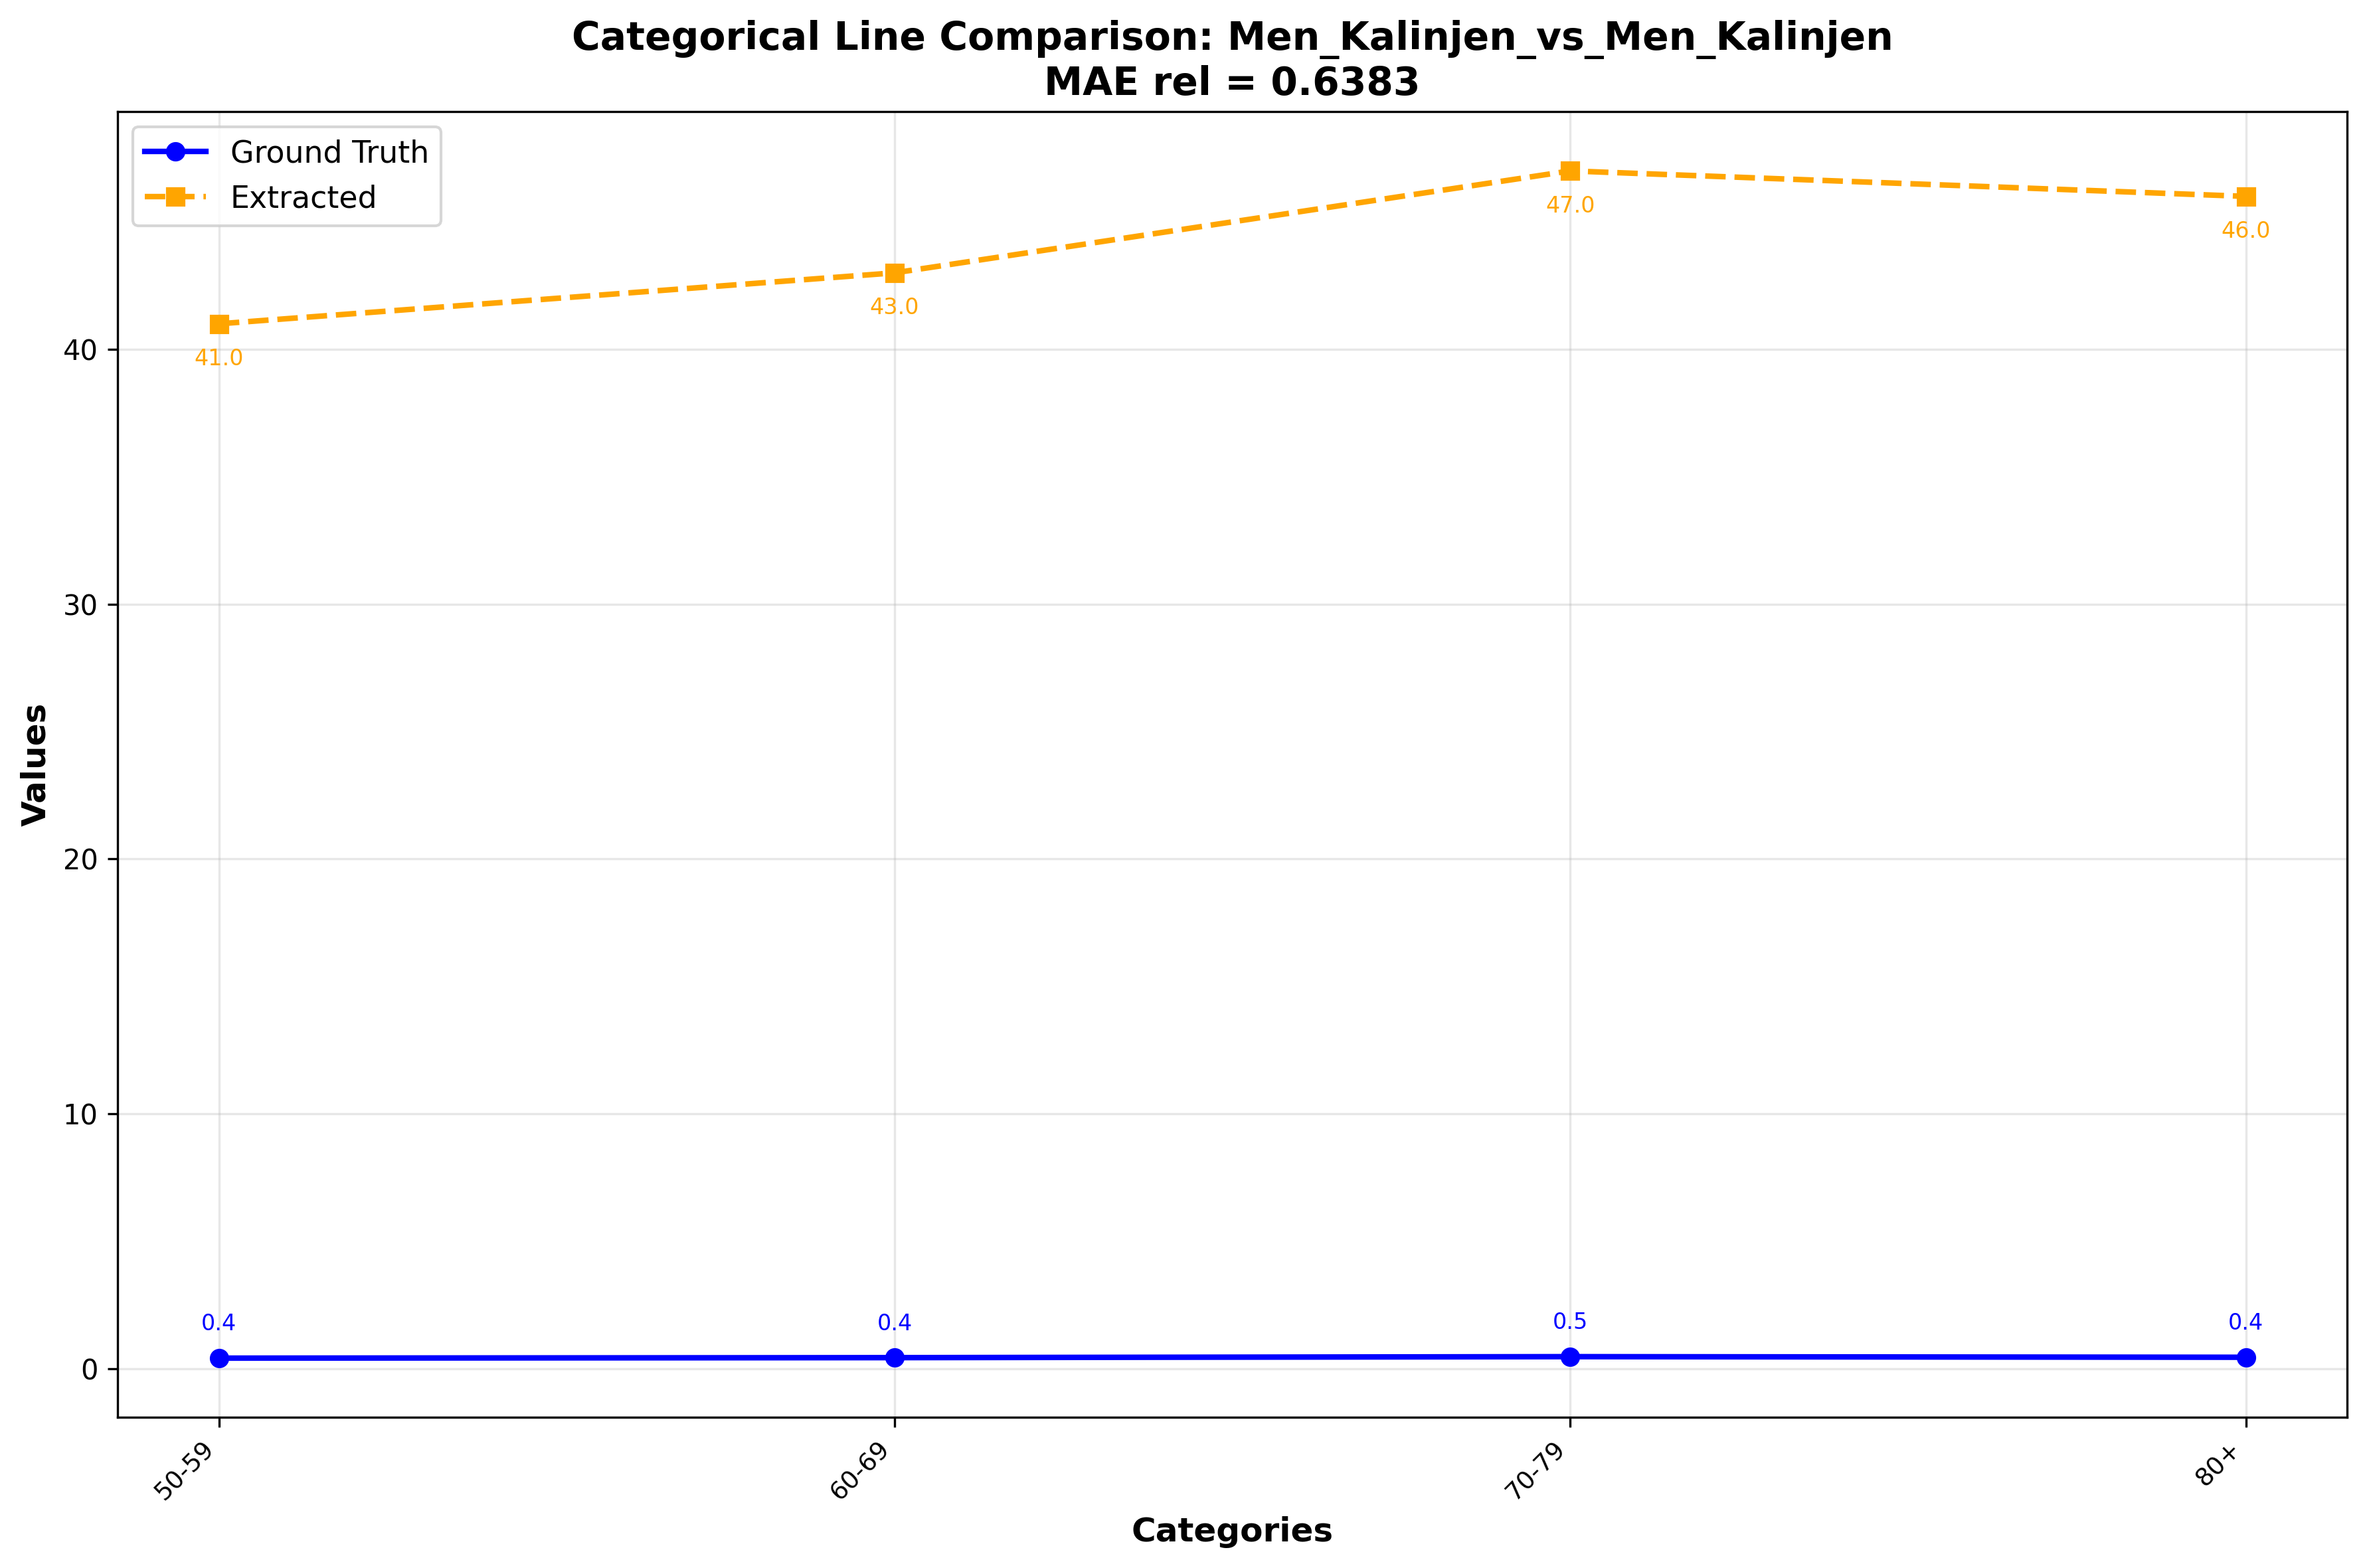 Categorical Line Comparison: Men_Kalinjen_vs_Men_Kalinjen
MAE rel = 0.6383
Ground Truth
Extracted
47.0
46.0
43.0
41.0
40
30
20
10
0
0.4
0.4
0.5
0.4
Values
50-59
60-69
70-79
80+
Categories